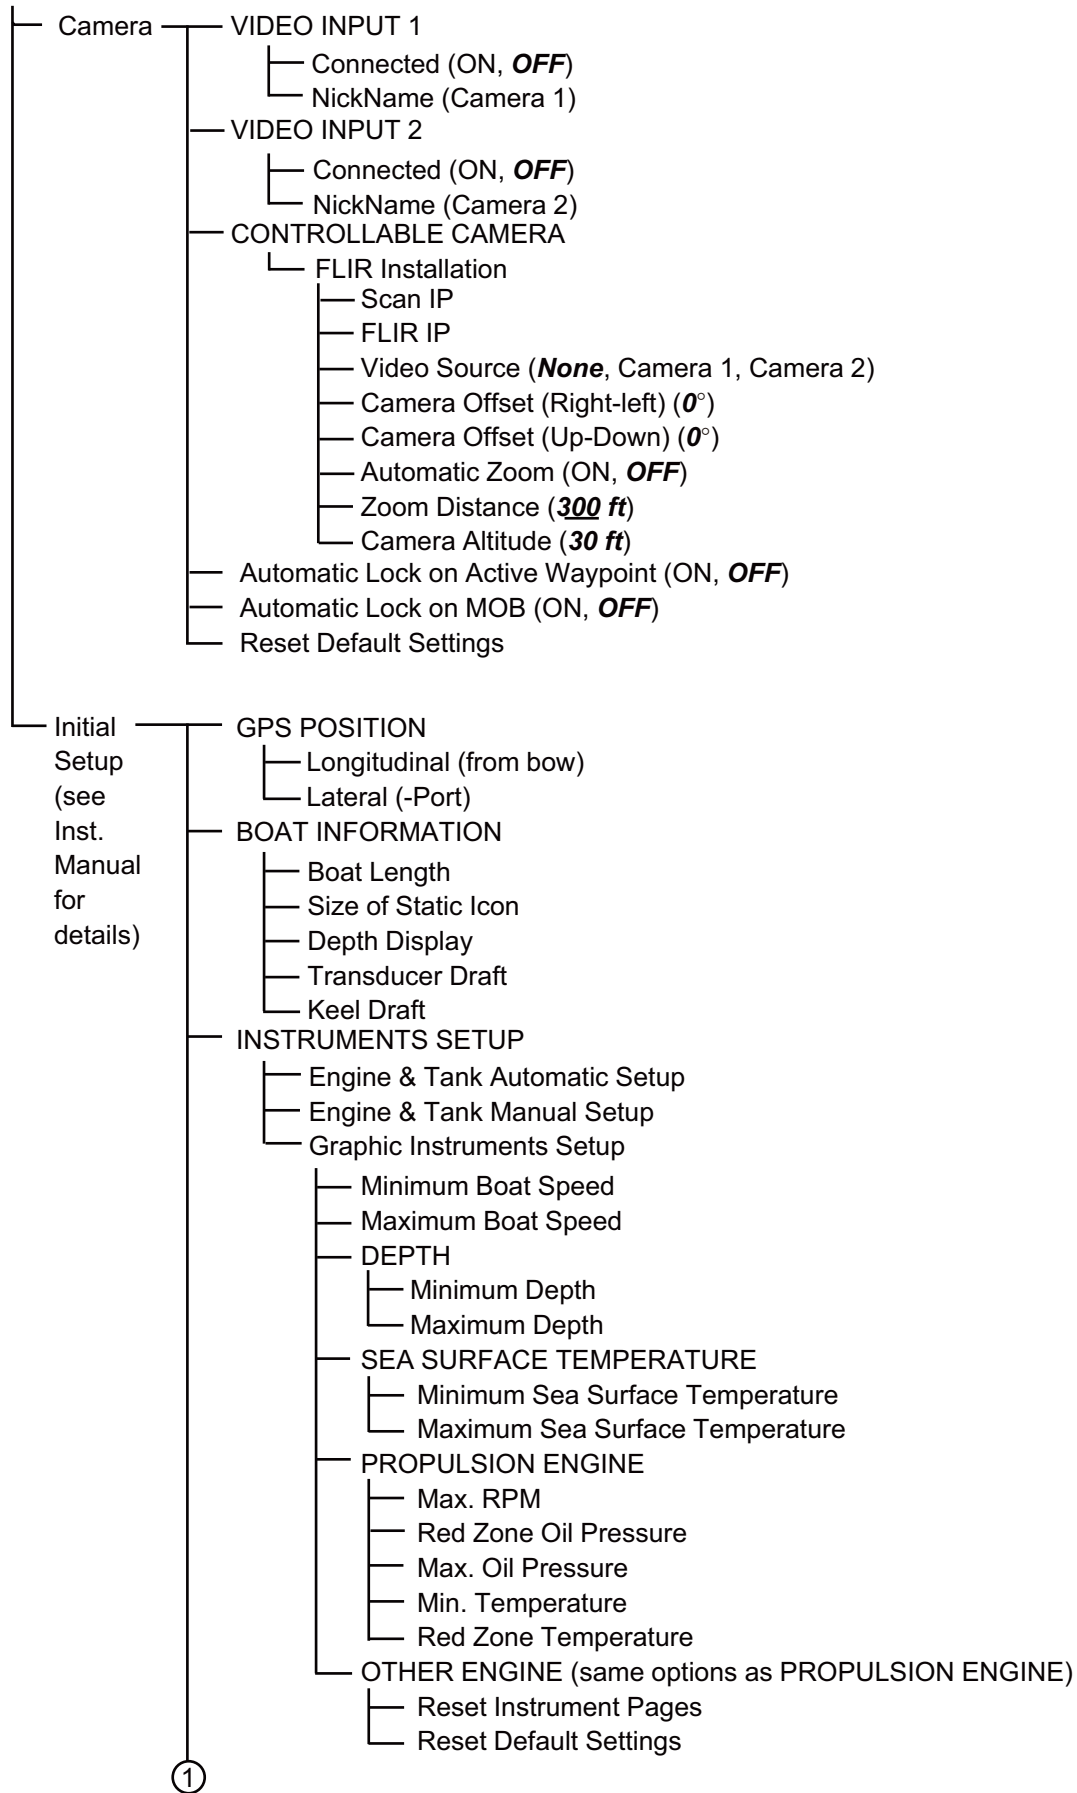 Camera
VIDEO INPUT 1
Connected (ON, OFF)
NickName (Camera 1)
VIDEO INPUT 2
Connected (ON, OFF)
NickName (Camera 2)
CONTROLLABLE CAMERA
FLIR Installation
Scan IP
FLIR IP
Video Source (None, Camera 1, Camera 2)
Camera Offset (Right-left) (0°)
Camera Offset (Up-Down) (0°)
Automatic Zoom (ON, OFF)
Zoom Distance (300 ft)
Camera Altitude (30 ft)
Automatic Lock on Active Waypoint (ON, OFF)
Automatic Lock on MOB (ON, OFF)
Reset Default Settings
Initial
Setup
(see
Inst.
Manual
for
details)
GPS POSITION
Longitudinal (from bow)
Lateral (-Port)
BOAT INFORMATION
Boat Length
Size of Static Icon
Depth Display
Transducer Draft
Keel Draft
INSTRUMENTS SETUP
Engine & Tank Automatic Setup
Engine & Tank Manual Setup
Graphic Instruments Setup
Minimum Boat Speed
Maximum Boat Speed
DEPTH
Minimum Depth
Maximum Depth
SEA SURFACE TEMPERATURE
Minimum Sea Surface Temperature
Maximum Sea Surface Temperature
PROPULSION ENGINE
Max. RPM
Red Zone Oil Pressure
Max. Oil Pressure
Min. Temperature
Red Zone Temperature
OTHER ENGINE (same options as PROPULSION ENGINE)
Reset Instrument Pages
Reset Default Settings
1